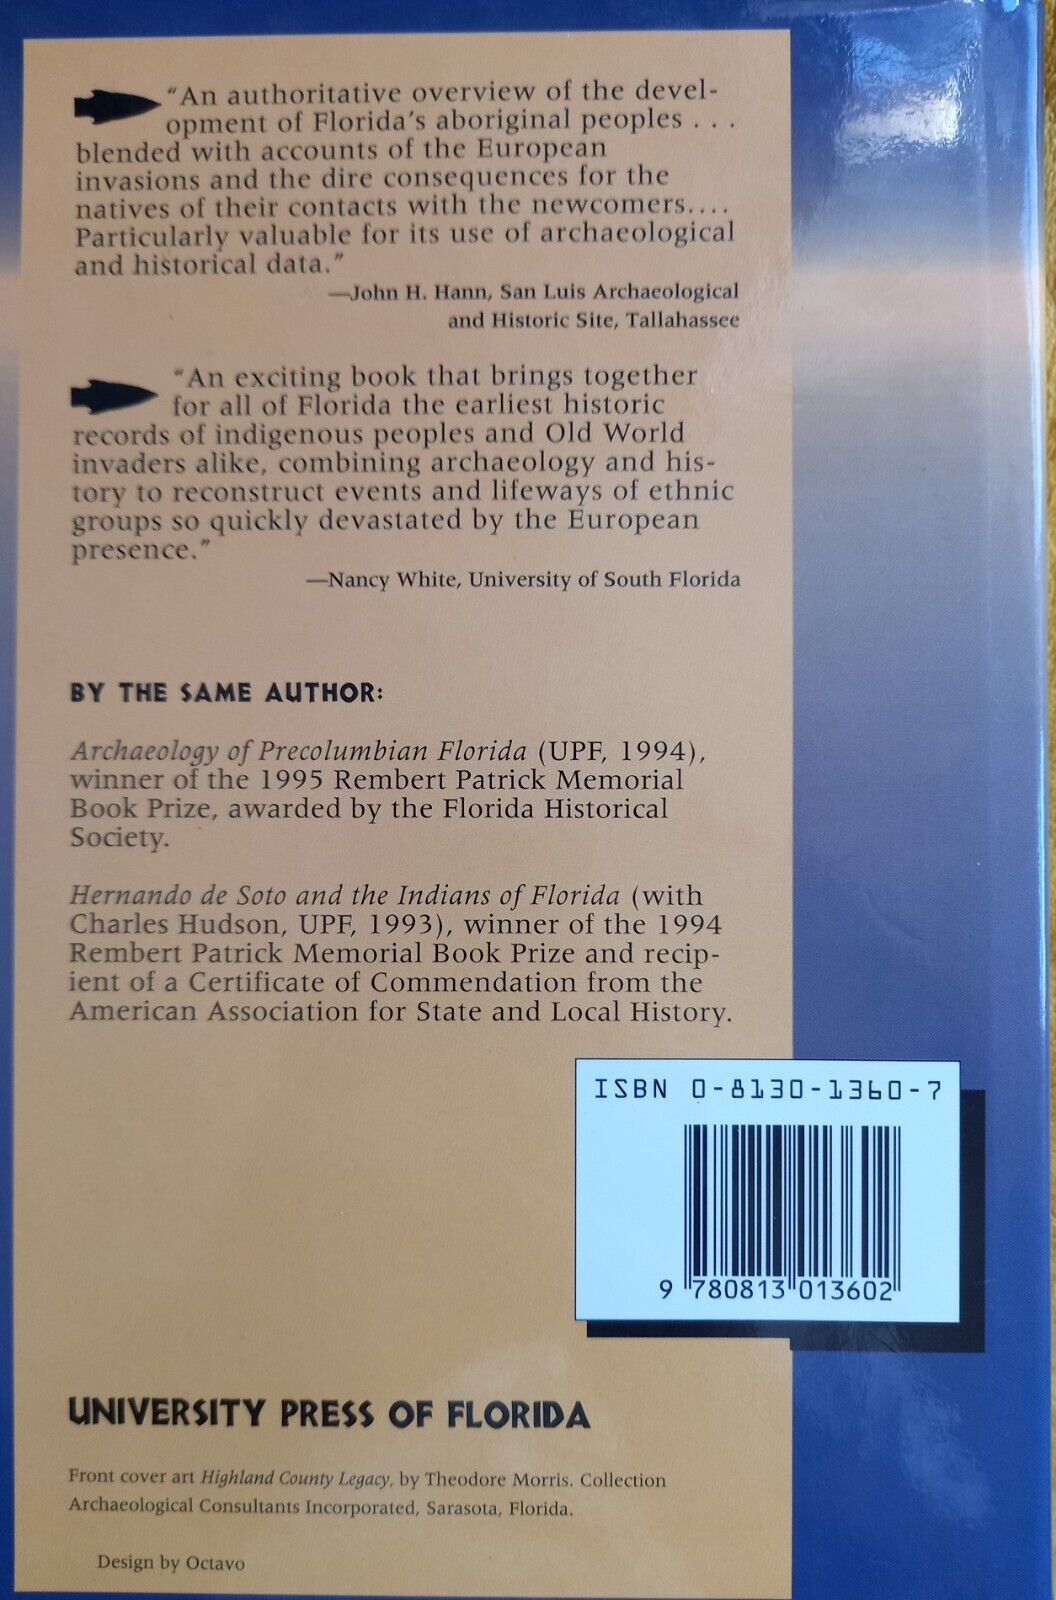 "An authoritative overview of the devel-
opment of Florida's aboriginal peoples . . .
blended with accounts of the European
invasions and the dire consequences for the
natives of their contacts with the newcomers....
Particularly valuable for its use of archaeological
and historical data."
—John H. Hann, San Luis Archaeological
and Historic Site, Tallahassee
"An exciting book that brings together
for all of Florida the earliest historic
records of indigenous peoples and Old World
invaders alike, combining archaeology and his-
tory to reconstruct events and lifeways of ethnic
groups so quickly devastated by the European
presence."
—Nancy White, University of South Florida
BY THE SAME AUTHOR:
Archaeology of Precolumbian Florida (UPF, 1994),
winner of the 1995 Rembert Patrick Memorial
Book Prize, awarded by the Florida Historical
Society.
Hernando de Soto and the Indians of Florida (with
Charles Hudson, UPF, 1993), winner of the 1994
Rembert Patrick Memorial Book Prize and recip-
ient of a Certificate of Commendation from the
American Association for State and Local History.
ISBN 0-8130-1360-7
9 780813 013602
UNIVERSITY PRESS OF FLORIDA
Front cover art Highland County Legacy, by Theodore Morris. Collection
Archaeological Consultants Incorporated, Sarasota, Florida.
Design by Octavo